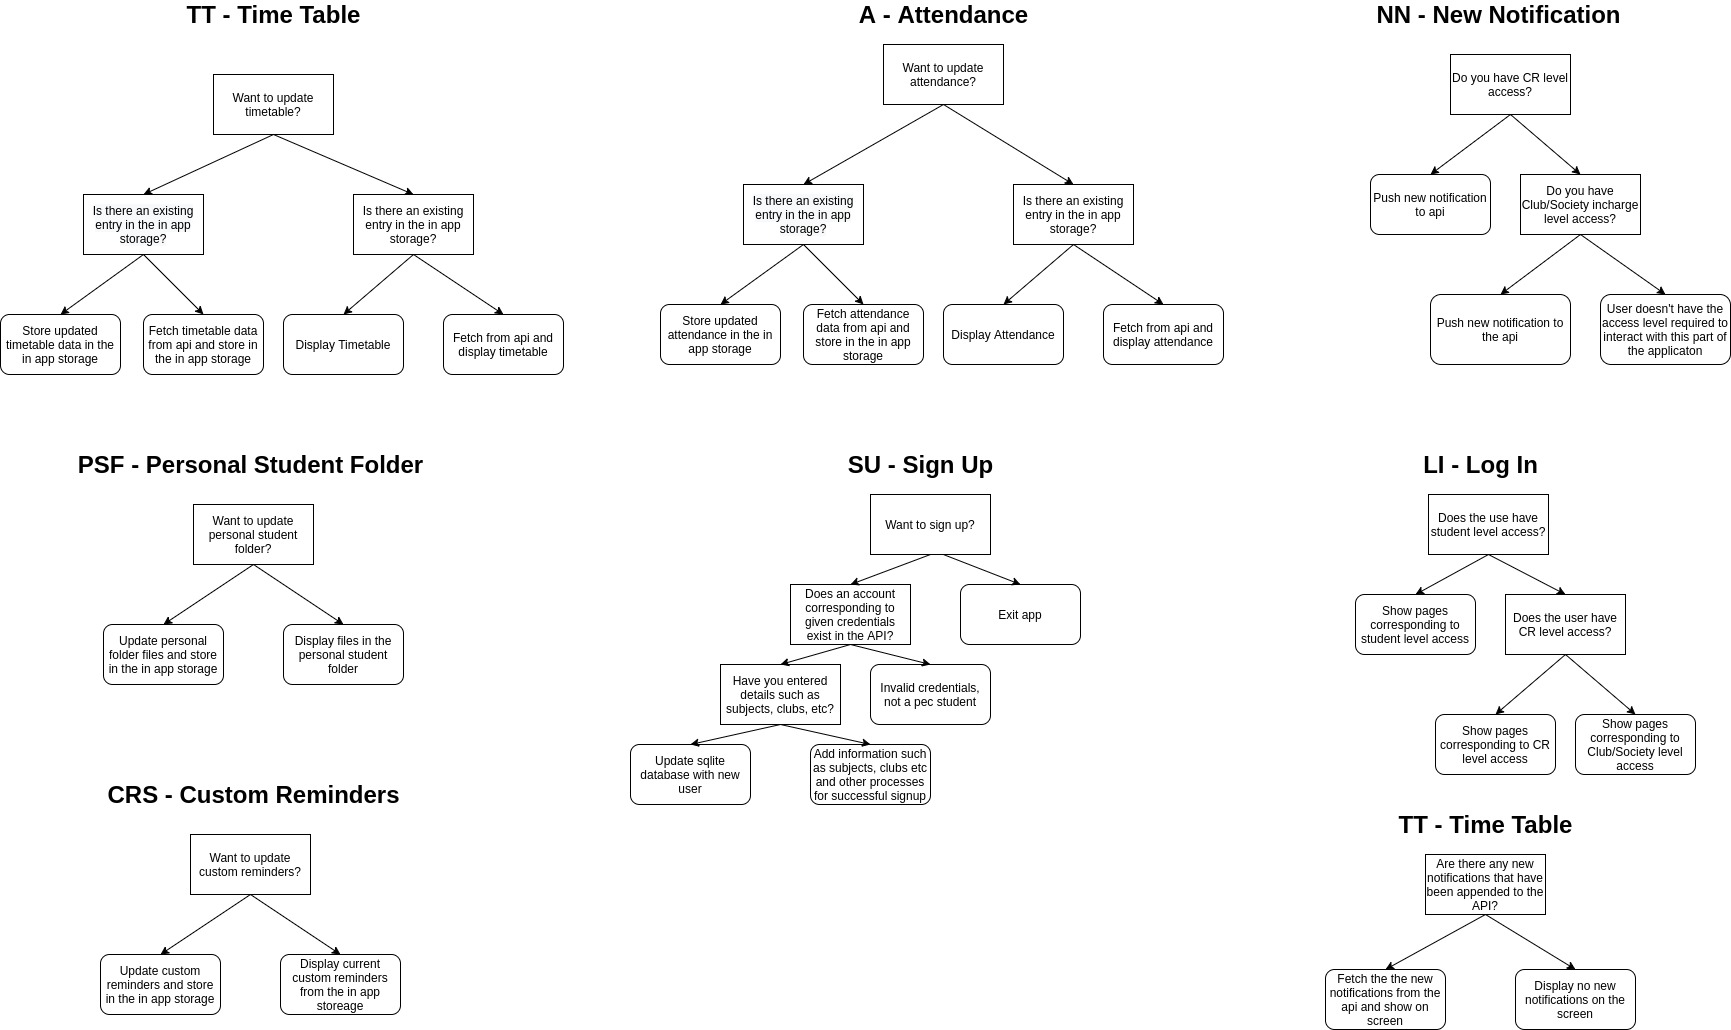 TT - Time Table
Want to update
timetable?
Is there an existing
entry in the in app
storage?
Is there an existing
entry in the in app
storage?
Store updated
timetable data in the
in app storage
Fetch timetable data
from api and store in
the in app storage
Display Timetable
Fetch from api and
display timetable
A - Attendance
Want to update
attendance?
Is there an existing
entry in the in app
storage?
Is there an existing
entry in the in app
storage?
Store updated
attendance in the in
app storage
Fetch attendance
data from api and
store in the in app
storage
Display Attendance
Fetch from api and
display attendance
NN - New Notification
Do you have CR level
access?
Push new notification
to api
Do you have
Club/Society incharge
level access?
Push new notification to
the api
User doesn't have the
access level required to
interact with this part of
the applicaton
PSF - Personal Student Folder
Want to update
personal student
folder?
Update personal
folder files and store
in the in app storage
Display files in the
personal student
folder
SU - Sign Up
Want to sign up?
Does an account
corresponding to
given credentials
exist in the API?
Exit app
Have you entered
details such as
subjects, clubs, etc?
Invalid credentials,
not a pec student
Update sqlite
database with new
user
Add information such
as subjects, clubs etc
and other processes
for successful signup
LI - Log In
Does the use have
student level access?
Show pages
corresponding to
student level access
Does the user have
CR level access?
Show pages
corresponding to CR
level access
Show pages
corresponding to
Club/Society level
access
CRS - Custom Reminders
Want to update
custom reminders?
Update custom
reminders and store
in the in app storage
Display current
custom reminders
from the in app
storeage
TT - Time Table
Are there any new
notifications that have
been appended to the
API?
Fetch the the new
notifications from the
api and show on
screen
Display no new
notifications on the
screen